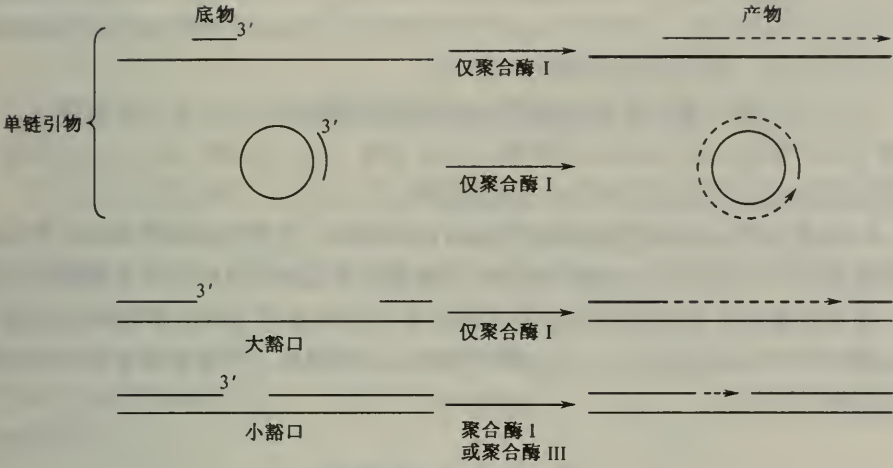 底物
产物
3′
仅聚合酶 I
单链引物
3′
仅聚合酶 I
3′
大豁口
仅聚合酶 I
3′
小豁口
聚合酶 I
或聚合酶 III